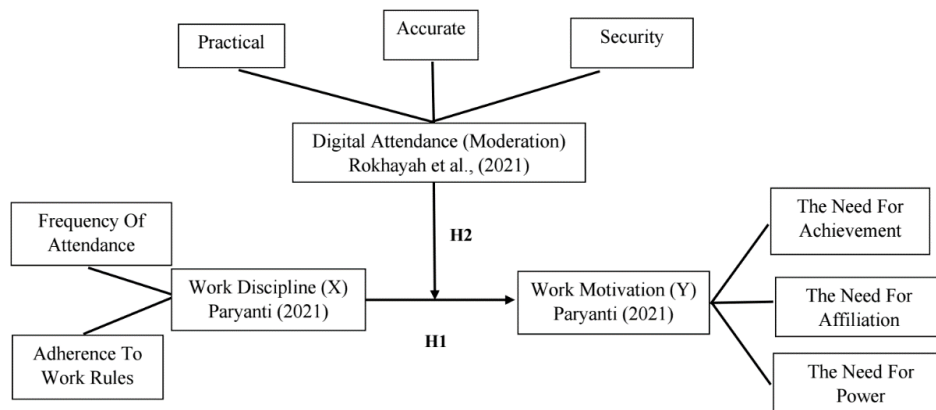 Practical
Accurate
Security
Digital Attendance (Moderation)
Rokhayah et al., (2021)
Frequency Of
Attendance
H2
The Need For
Achievement
Work Discipline (X)
Paryanti (2021)
Work Motivation (Y)
Paryanti (2021)
The Need For
Affiliation
H1
Adherence To
Work Rules
The Need For
Power